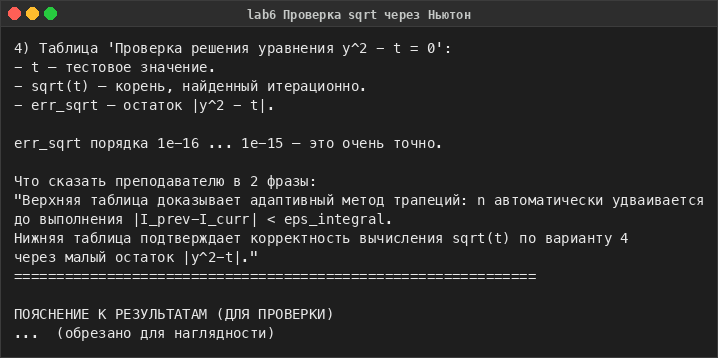 lab6 Проверка sqrt через Ньютон
4) Таблица 'Проверка решения уравнения y^2 − t = 0':
− t — тестовое значение.
− sqrt(t) — корень, найденный итерационно.
− err_sqrt — остаток |y^2 − t|.
err_sqrt порядка 1e−16 ... 1e−15 — это очень точно.
Что сказать преподавателю в 2 фразы:
"Верхняя таблица доказывает адаптивный метод трапеций: n автоматически удваивается
до выполнения |I_prev−I_curr| < eps_integral.
Нижняя таблица подтверждает корректность вычисления sqrt(t) по варианту 4
через малый остаток |y^2−t|."
==============================================================
ПОЯСНЕНИЕ К РЕЗУЛЬТАТАМ (ДЛЯ ПРОВЕРКИ)
...  (обрезано для наглядности)